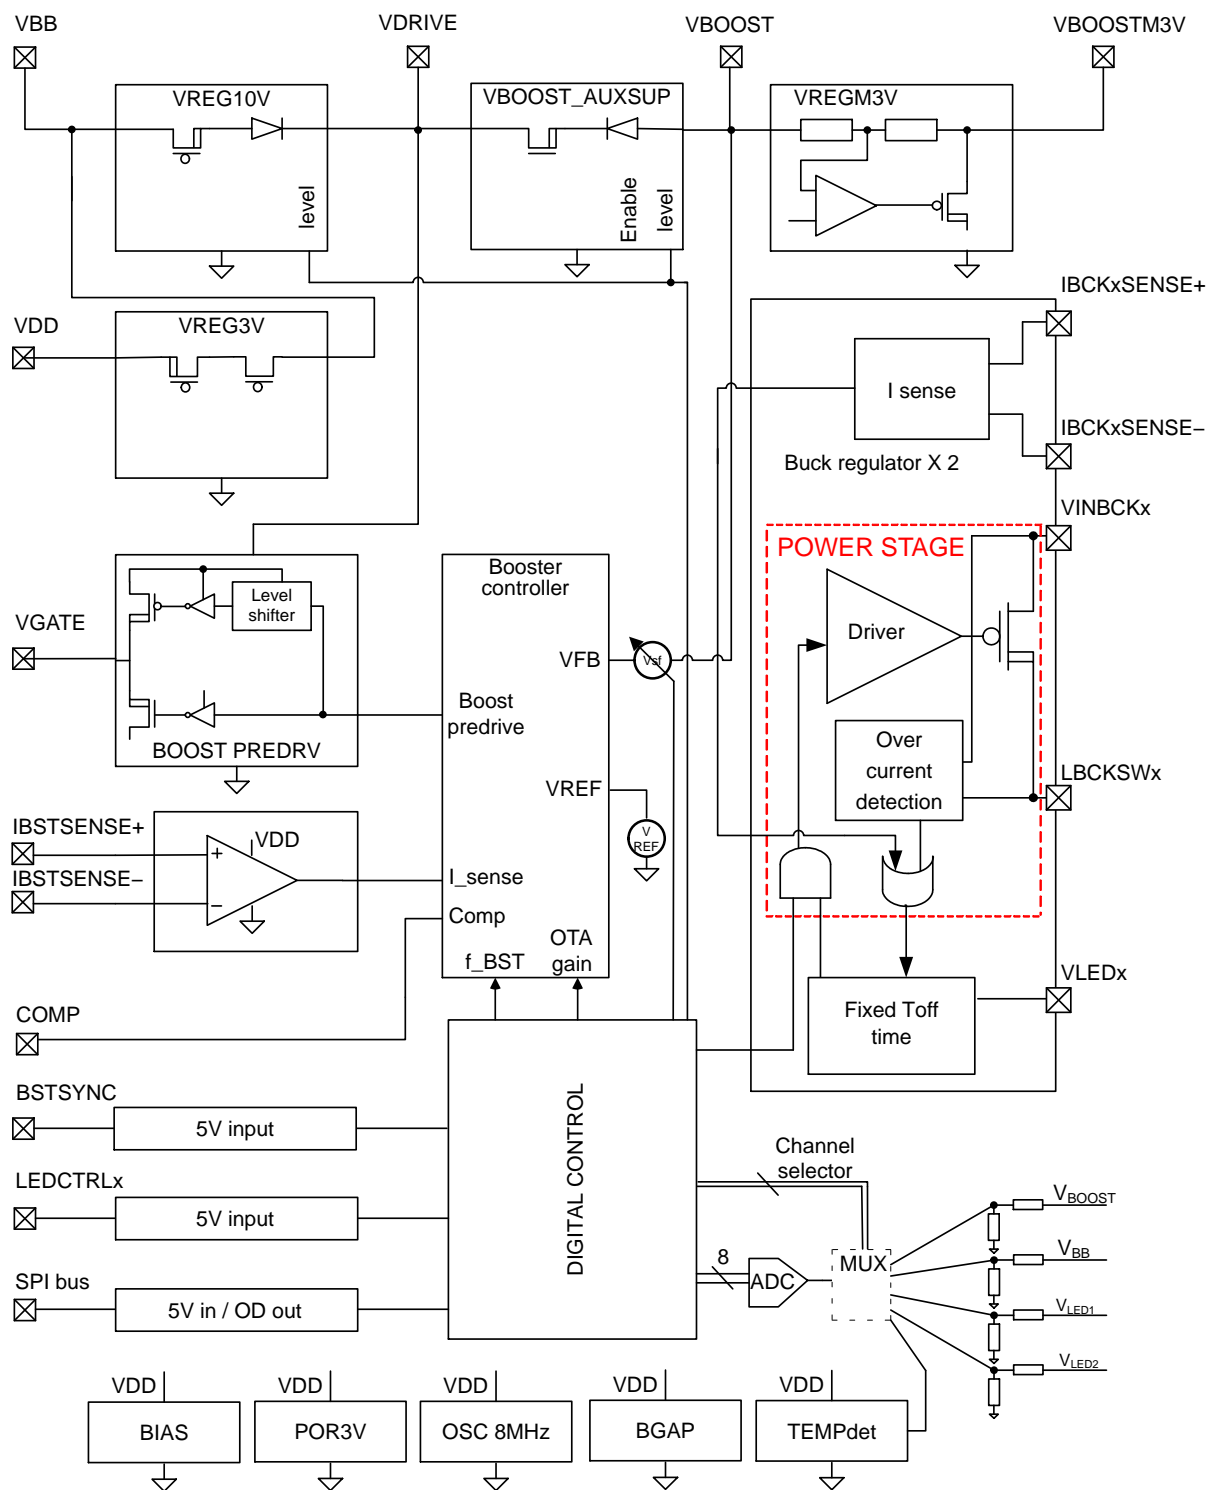 VBB
VDRIVE
VBOOST
VBOOSTM3V
VREG10V
VBOOST_AUXSUP
VREGM3V
level
Enable
level
VDD
VREG3V
IBCKxSENSE+
I sense
IBCKxSENSE−
Buck regulator X 2
VINBCKx
POWER STAGE
Booster
controller
Level
shifter
VGATE
Driver
VFB
Vsf
Boost
predrive
BOOST PREDRV
Over
current
detection
LBCKSWx
VREF
V
REF
IBSTSENSE+
+
VDD
IBSTSENSE−
−
I_sense
Comp
OTA
gain
f_BST
VLEDx
Fixed Toff
time
COMP
BSTSYNC
5V input
DIGITAL CONTROL
Channel
selector
LEDCTRLx
5V input
VBOOST
VBB
8
ADC
MUX
SPI bus
5V in / OD out
VLED1
VLED2
VDD
VDD
VDD
VDD
VDD
BIAS
POR3V
OSC 8MHz
BGAP
TEMPdet